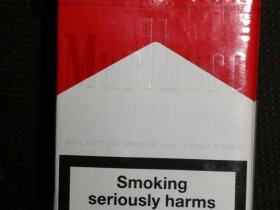 Marlboro
SELECTED PREMIUM TOBACCOS
Smoking
seriously harms